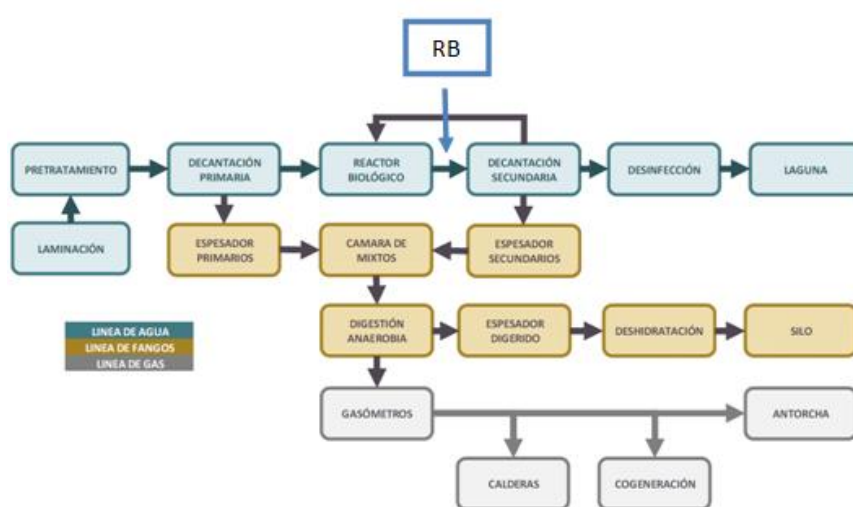 RB
PRETRATAMIENTO
DECANTACIÓN
PRIMARIA
REACTOR
BIOLÓGICO
DECANTACIÓN
SECUNDARIA
DESINFECCIÓN
LAGUNA
LAMINACIÓN
ESPESADOR
PRIMARIOS
CAMARA DE
MIXTOS
ESPESADOR
SECUNDARIOS
LINEA DE AGUA
LINEA DE FANGOS
LINEA DE GAS
DIGESTIÓN
ANAEROBIA
ESPESADOR
DIGERIDO
DESHIDRATACIÓN
SILO
GASÓMETROS
ANTORCHA
CALDERAS
COGENERACIÓN